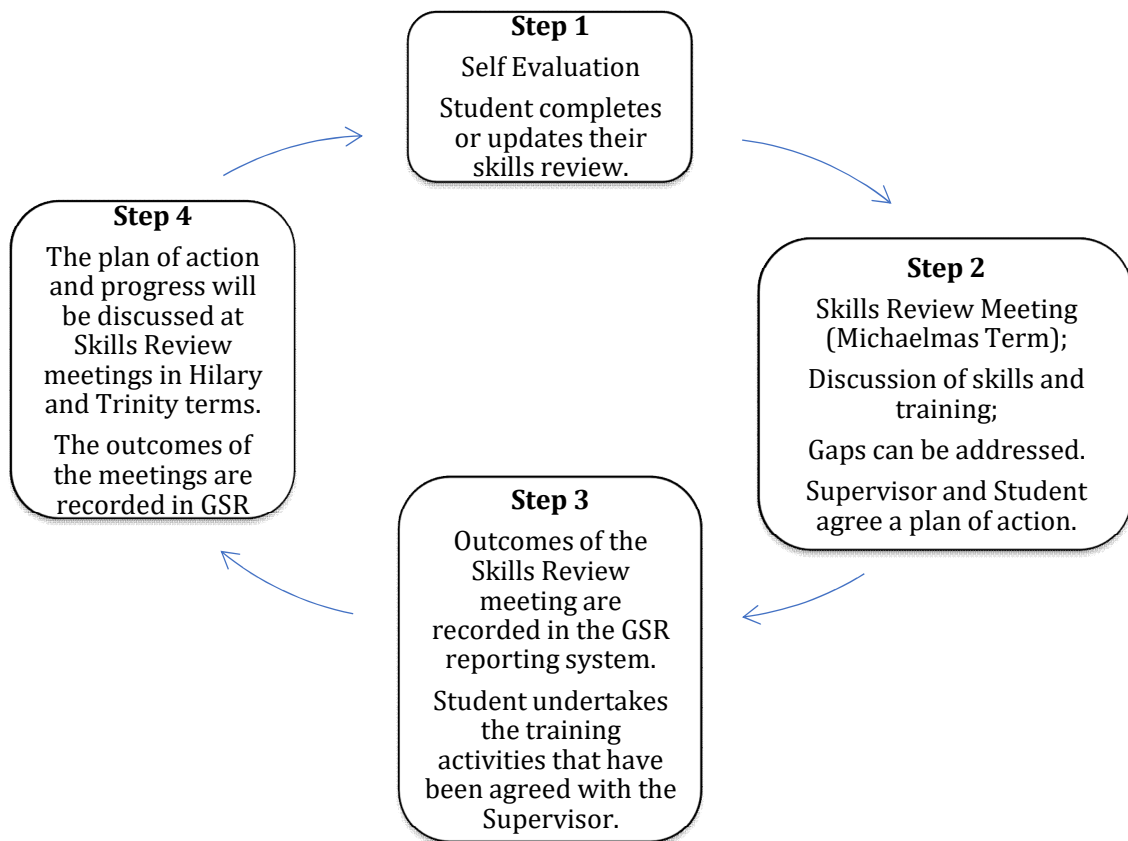 Step 1
Self Evaluation
Student completes
or updates their
skills review.
Step 2
Skills Review Meeting
(Michaelmas Term);
Discussion of skills and
training;
Gaps can be addressed.
Supervisor and Student
agree a plan of action.
Step 3
Outcomes of the
Skills Review
meeting are
recorded in the GSR
reporting system.
Student undertakes
the training
activities that have
been agreed with the
Supervisor.
Step 4
The plan of action
and progress will
be discussed at
Skills Review
meetings in Hilary
and Trinity terms.
The outcomes of
the meetings are
recorded in GSR